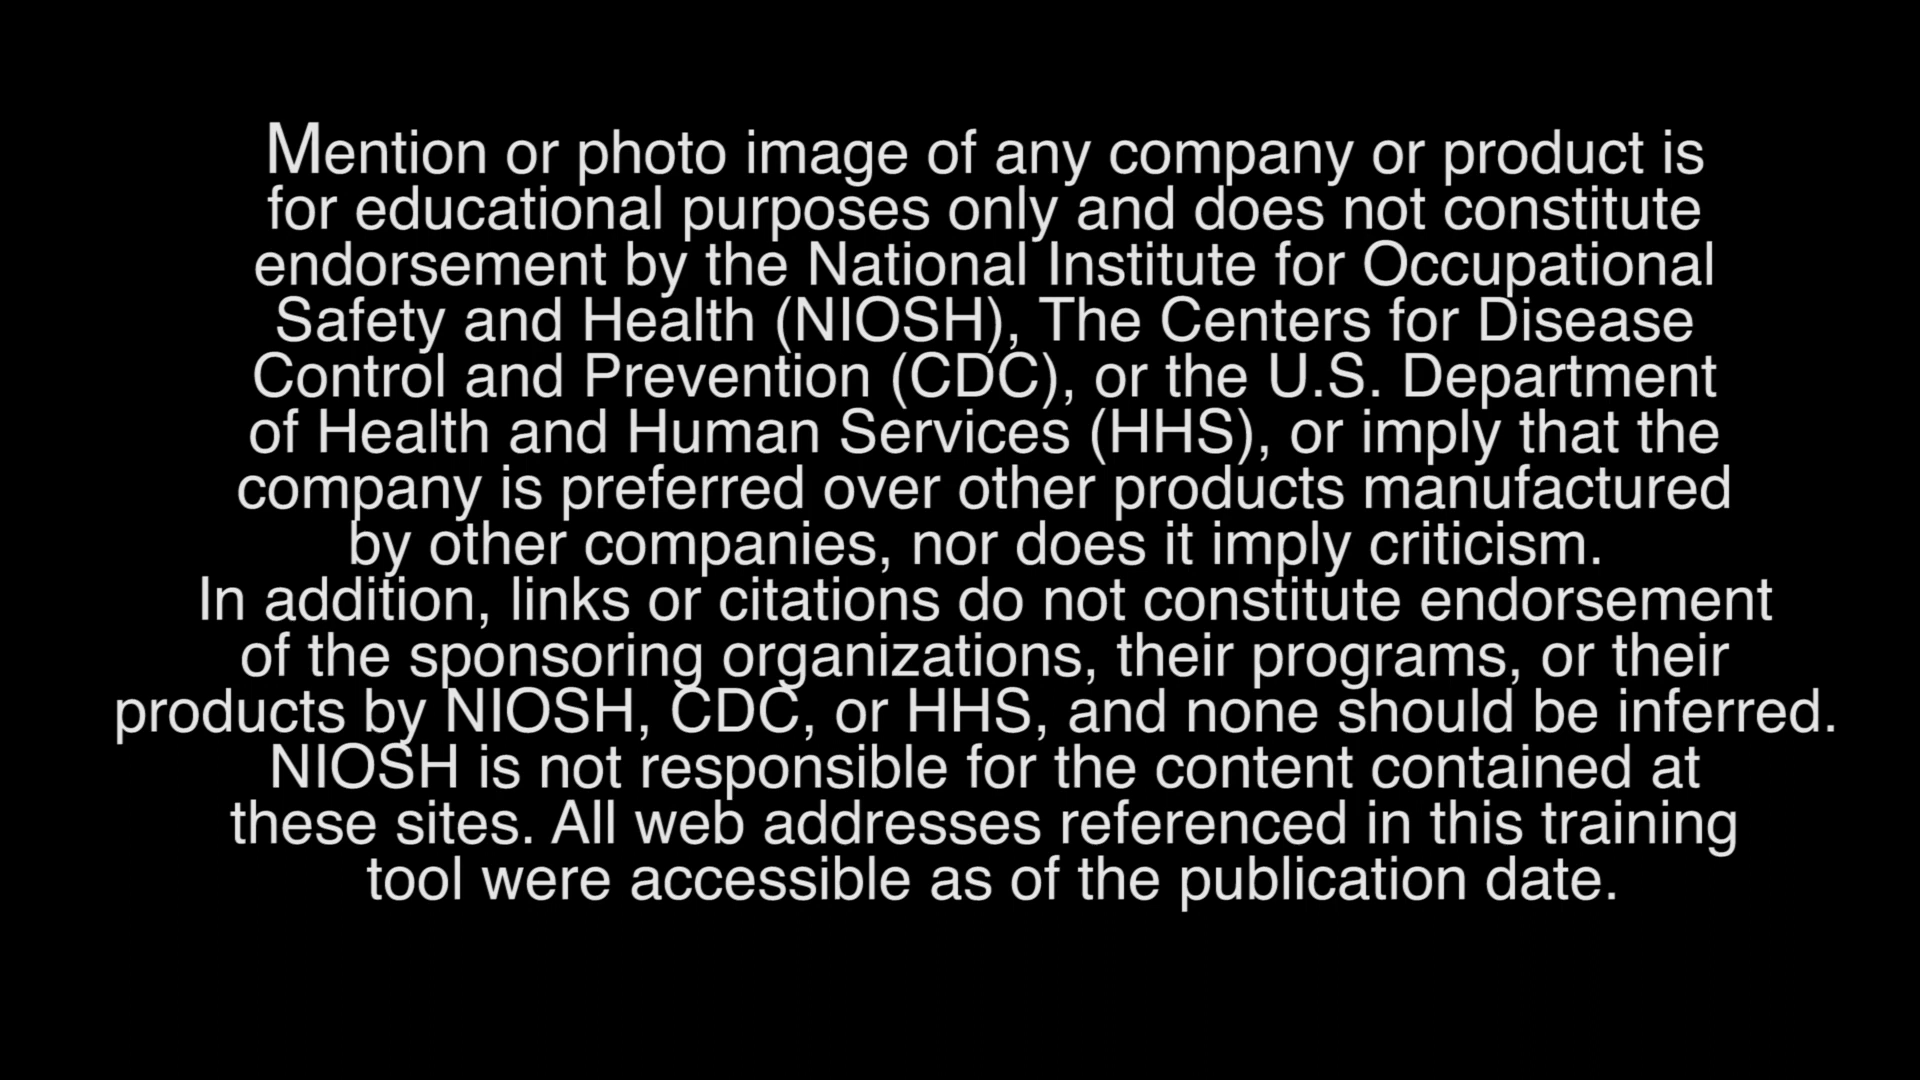 Mention or photo image of any company or product is
for educational purposes only and does not constitute
endorsement by the National Institute for Occupational
Safety and Health (NIOSH), The Centers for Disease
Control and Prevention (CDC), or the U.S. Department
of Health and Human Services (HHS), or imply that the
company is preferred over other products manufactured
by other companies, nor does it imply criticism.
In addition, links or citations do not constitute endorsement
of the sponsoring organizations, their programs, or their
products by NIOSH, CDC, or HHS, and none should be inferred.
NIOSH is not responsible for the content contained at
these sites. All web addresses referenced in this training
tool were accessible as of the publication date.